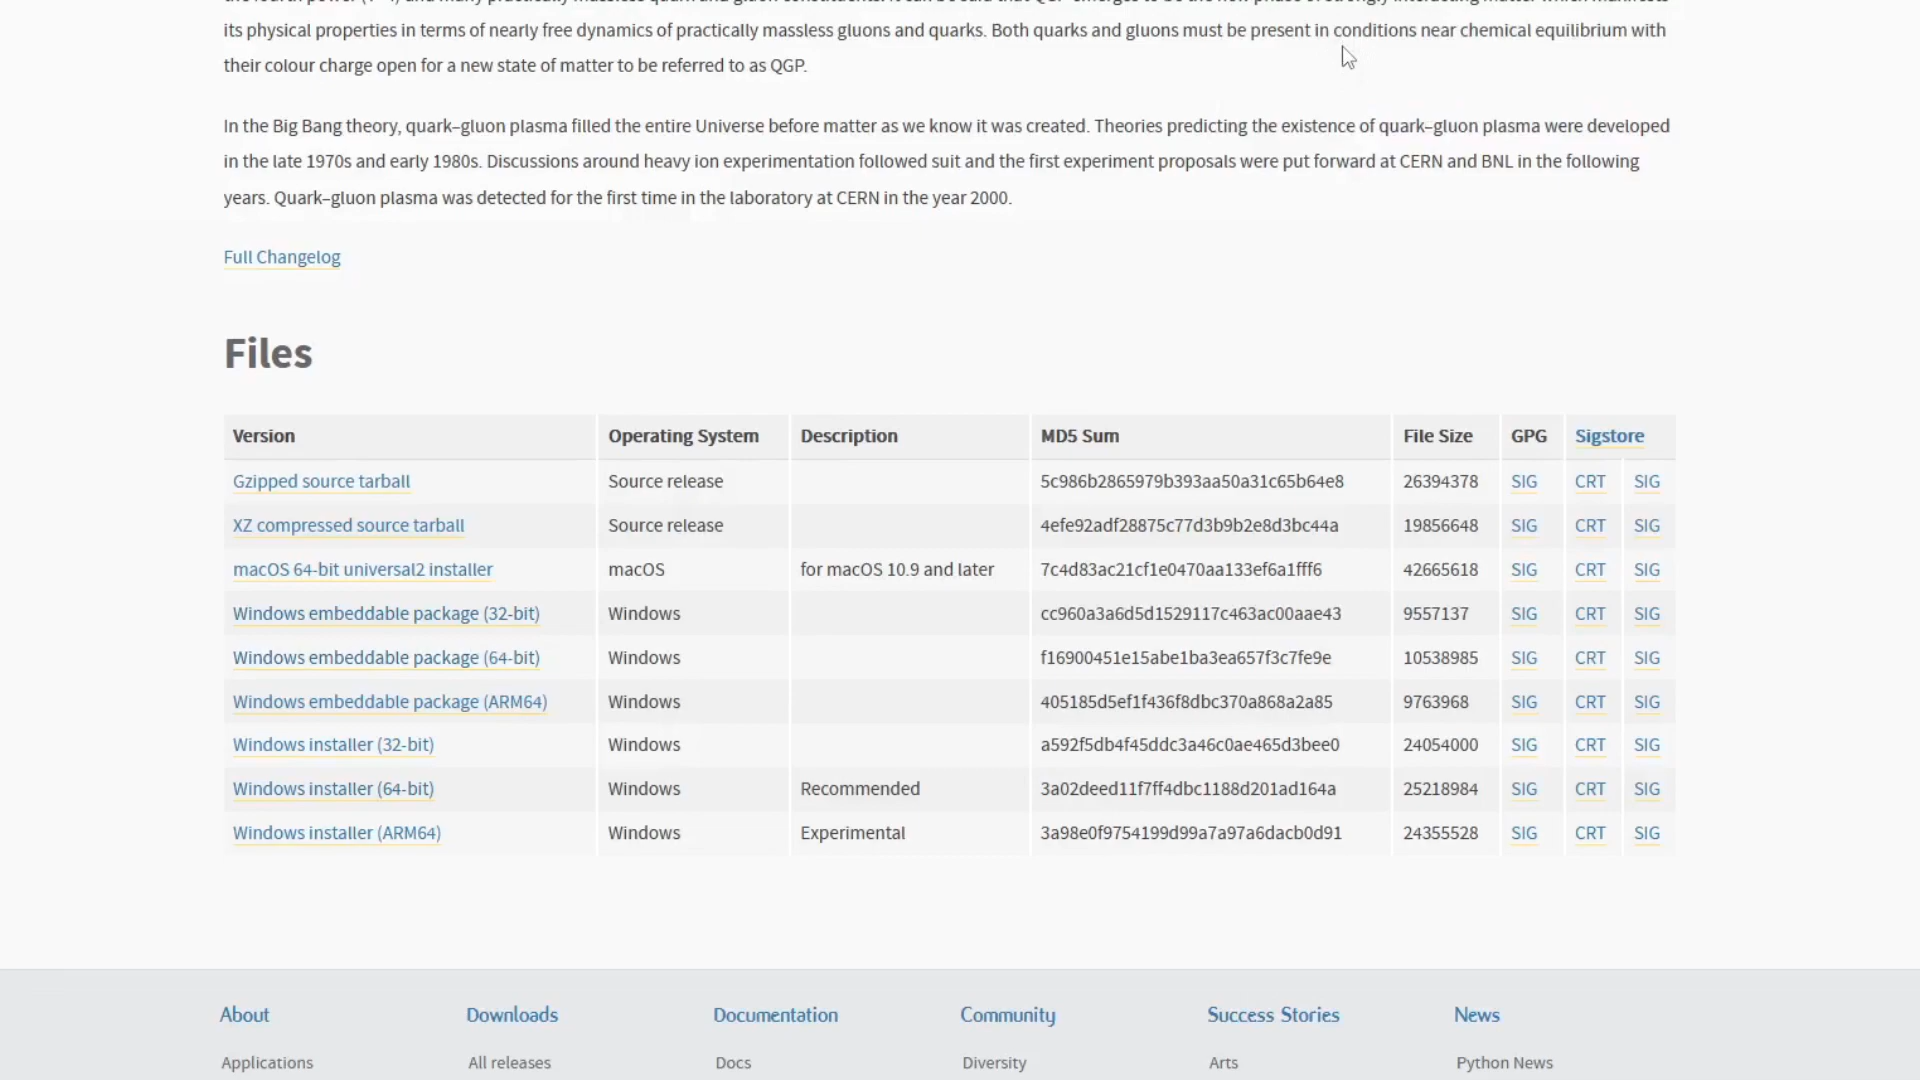 its physical properties in terms of nearly free dynamics of practically massless gluons and quarks. Both quarks and gluons must be present in conditions near chemical equilibrium with
their colour charge open for a new state of matter to be referred to as QGP.
In the Big Bang theory, quark–gluon plasma filled the entire Universe before matter as we know it was created. Theories predicting the existence of quark–gluon plasma were developed
in the late 1970s and early 1980s. Discussions around heavy ion experimentation followed suit and the first experiment proposals were put forward at CERN and BNL in the following
years. Quark–gluon plasma was detected for the first time in the laboratory at CERN in the year 2000.
Full Changelog
Files
Version Operating System Description MD5 Sum File Size GPG Sigstore
Gzipped source tarball Source release 5c986b2865979b393aa50a31c65b64e8 26394378 SIG CRT SIG
XZ compressed source tarball Source release 4efe92adf28875c77d3b9b2e8d3bc44a 19856648 SIG CRT SIG
macOS 64-bit universal2 installer macOS for macOS 10.9 and later 7c4d83ac21cf1e0470aa133ef6a1fff6 42665618 SIG CRT SIG
Windows embeddable package (32-bit) Windows cc960a3a6d5d1529117c463ac00aae43 9557137 SIG CRT SIG
Windows embeddable package (64-bit) Windows f16900451e15abe1ba3ea657f3c7fe9e 10538985 SIG CRT SIG
Windows embeddable package (ARM64) Windows 405185d5ef1f436f8dbc370a868a2a85 9763968 SIG CRT SIG
Windows installer (32-bit) Windows a592f5db4f45ddc3a46c0ae465d3bee0 24054000 SIG CRT SIG
Windows installer (64-bit) Windows Recommended 3a02deed11f7ff4dbc1188d201ad164a 25218984 SIG CRT SIG
Windows installer (ARM64) Windows Experimental 3a98e0f9754199d99a7a97a6dacb0d91 24355528 SIG CRT SIG
About Downloads Documentation Community Success Stories News
Applications All releases Docs Diversity Arts Python News